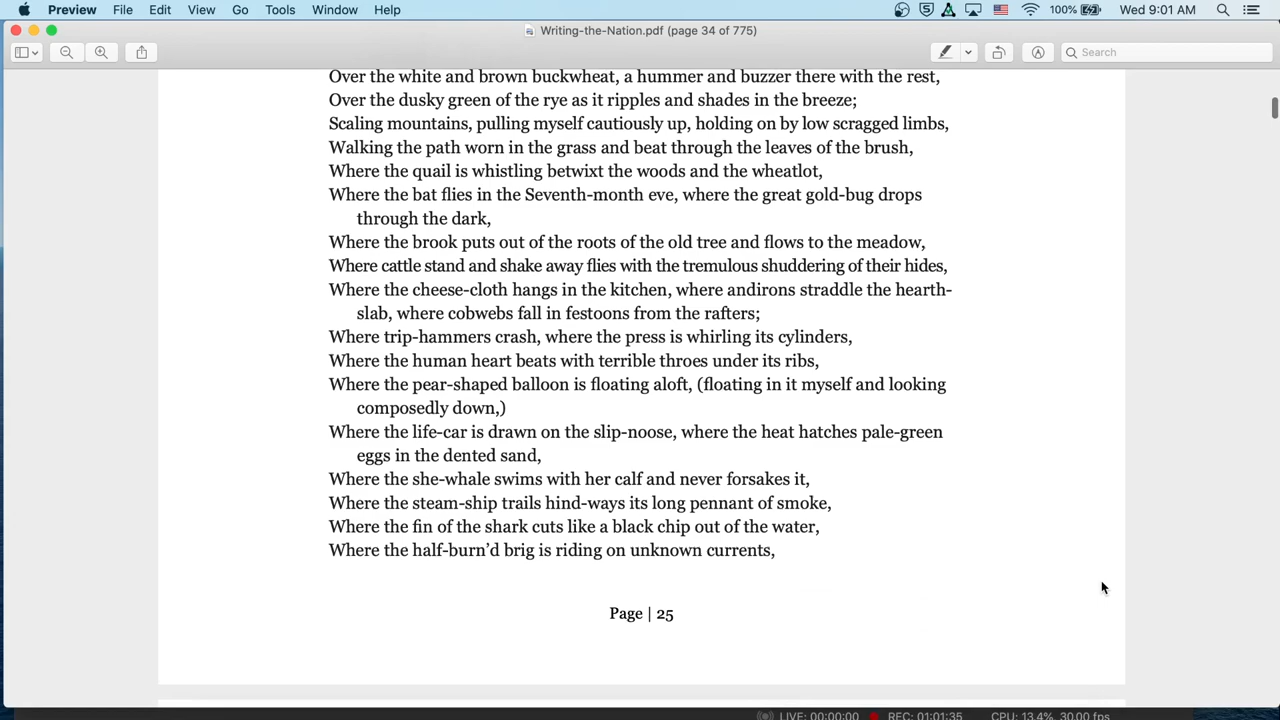 Preview File Edit View Go Tools Window Help 100% Wed 9:01 AM
Writing-the-Nation.pdf (page 34 of 775)
Search
Over the white and brown buckwheat, a hummer and buzzer there with the rest,
Over the dusky green of the rye as it ripples and shades in the breeze;
Scaling mountains, pulling myself cautiously up, holding on by low scragged limbs,
Walking the path worn in the grass and beat through the leaves of the brush,
Where the quail is whistling betwixt the woods and the wheatlot,
Where the bat flies in the Seventh-month eve, where the great gold-bug drops
through the dark,
Where the brook puts out of the roots of the old tree and flows to the meadow,
Where cattle stand and shake away flies with the tremulous shuddering of their hides,
Where the cheese-cloth hangs in the kitchen, where andirons straddle the hearth-
slab, where cobwebs fall in festoons from the rafters;
Where trip-hammers crash, where the press is whirling its cylinders,
Where the human heart beats with terrible throes under its ribs,
Where the pear-shaped balloon is floating aloft, (floating in it myself and looking
composedly down,)
Where the life-car is drawn on the slip-noose, where the heat hatches pale-green
eggs in the dented sand,
Where the she-whale swims with her calf and never forsakes it,
Where the steam-ship trails hind-ways its long pennant of smoke,
Where the fin of the shark cuts like a black chip out of the water,
Where the half-burn’d brig is riding on unknown currents,
Page | 25
LIVE: 00:00:00 REC: 01:01:35 CPU: 13.4%, 30.00 fps